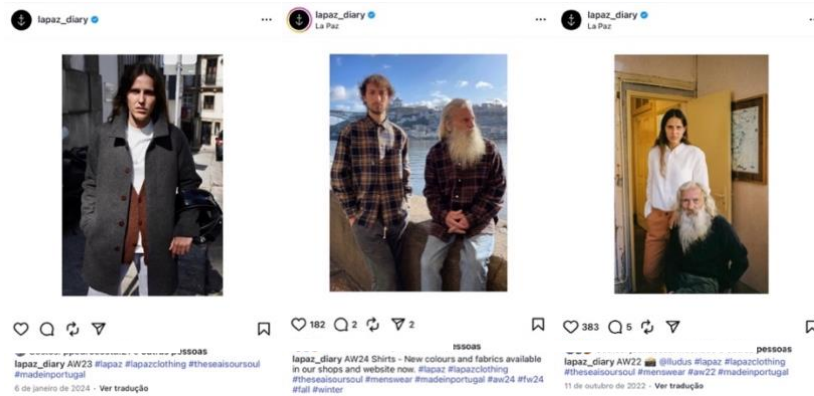 lapaz_diary
lapaz_diary
La Paz
lapaz_diary
La Paz
182 2 2
383 5
pessoas
lapaz_diary AW23 #lapaz #lapazclothing #theseaisoursoul
#madeinportugal
6 de janeiro de 2024 · Ver tradução
pessoas
lapaz_diary AW24 Shirts - New colours and fabrics available
in our shops and website now. #lapaz #lapazclothing
#theseaisoursoul #menswear #madeinportugal #aw24 #fw24
#fall #winter
pessoas
lapaz_diary AW22 📸 @illudus #lapaz #lapazclothing
#theseaisoursoul #menswear #aw22 #madeinportugal
11 de outubro de 2022 · Ver tradução